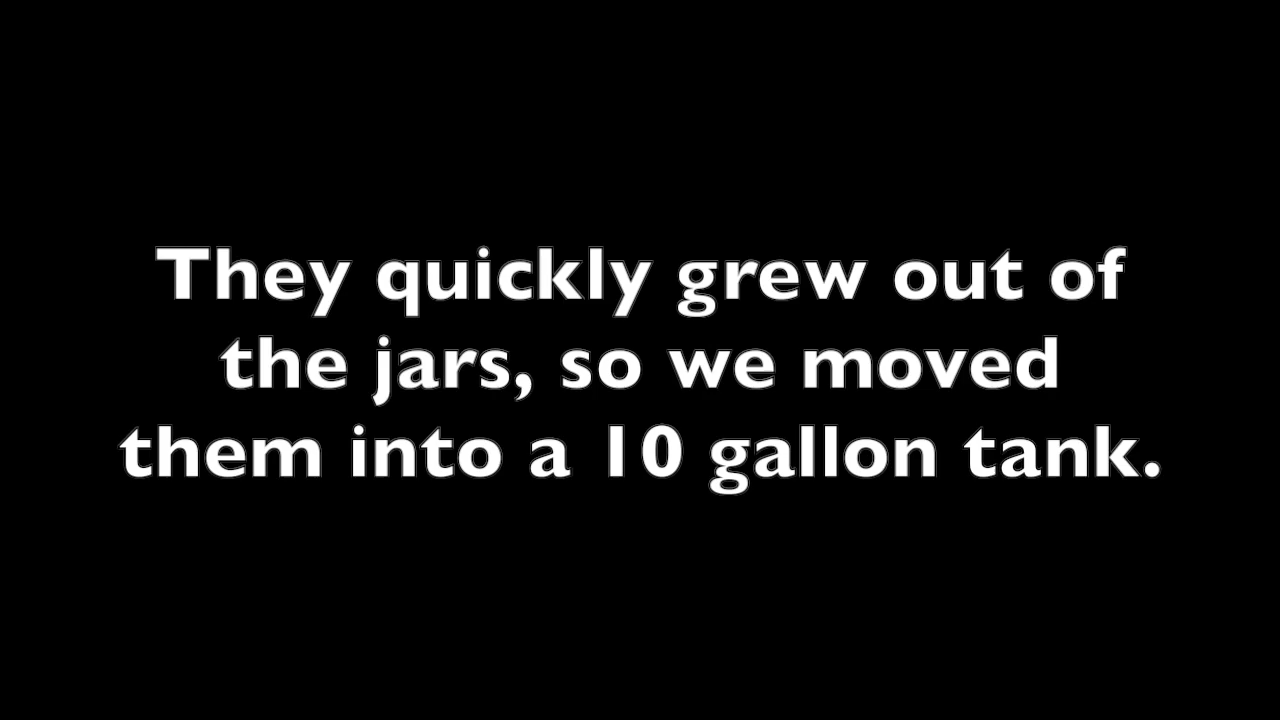 They quickly grew out of
the jars, so we moved
them into a 10 gallon tank.